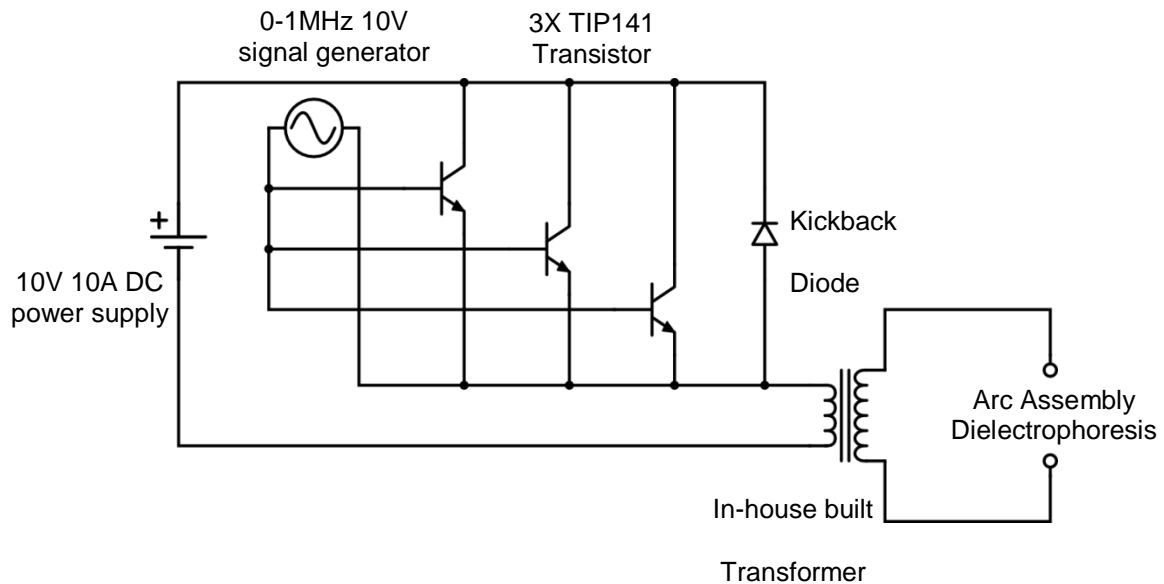 0-1MHz 10V
signal generator
3X TIP141
Transistor
+
10V 10A DC
power supply
Kickback
Diode
Arc Assembly
Dielectrophoresis
In-house built
Transformer